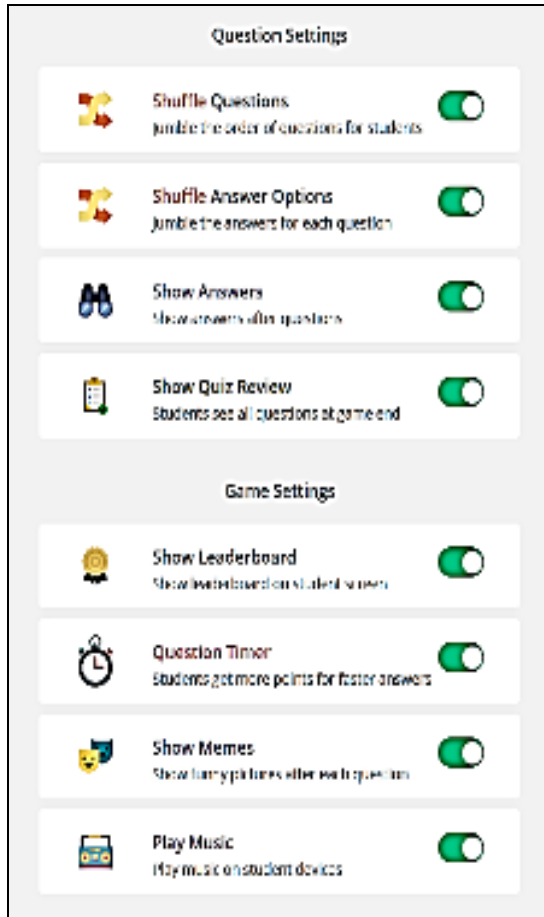 Question Settings
Shuffle Questions
Jumble the order of questions for students
Shuffle Answer Options
Jumble the answers for each question
Show Answers
Show answers after questions
Show Quiz Review
Students see all questions at game end
Game Settings
Show Leaderboard
Show leaderboard on student screen
Question Timer
Students get more points for faster answers
Show Memes
Show funny pictures after each question
Play Music
Play music on student devices